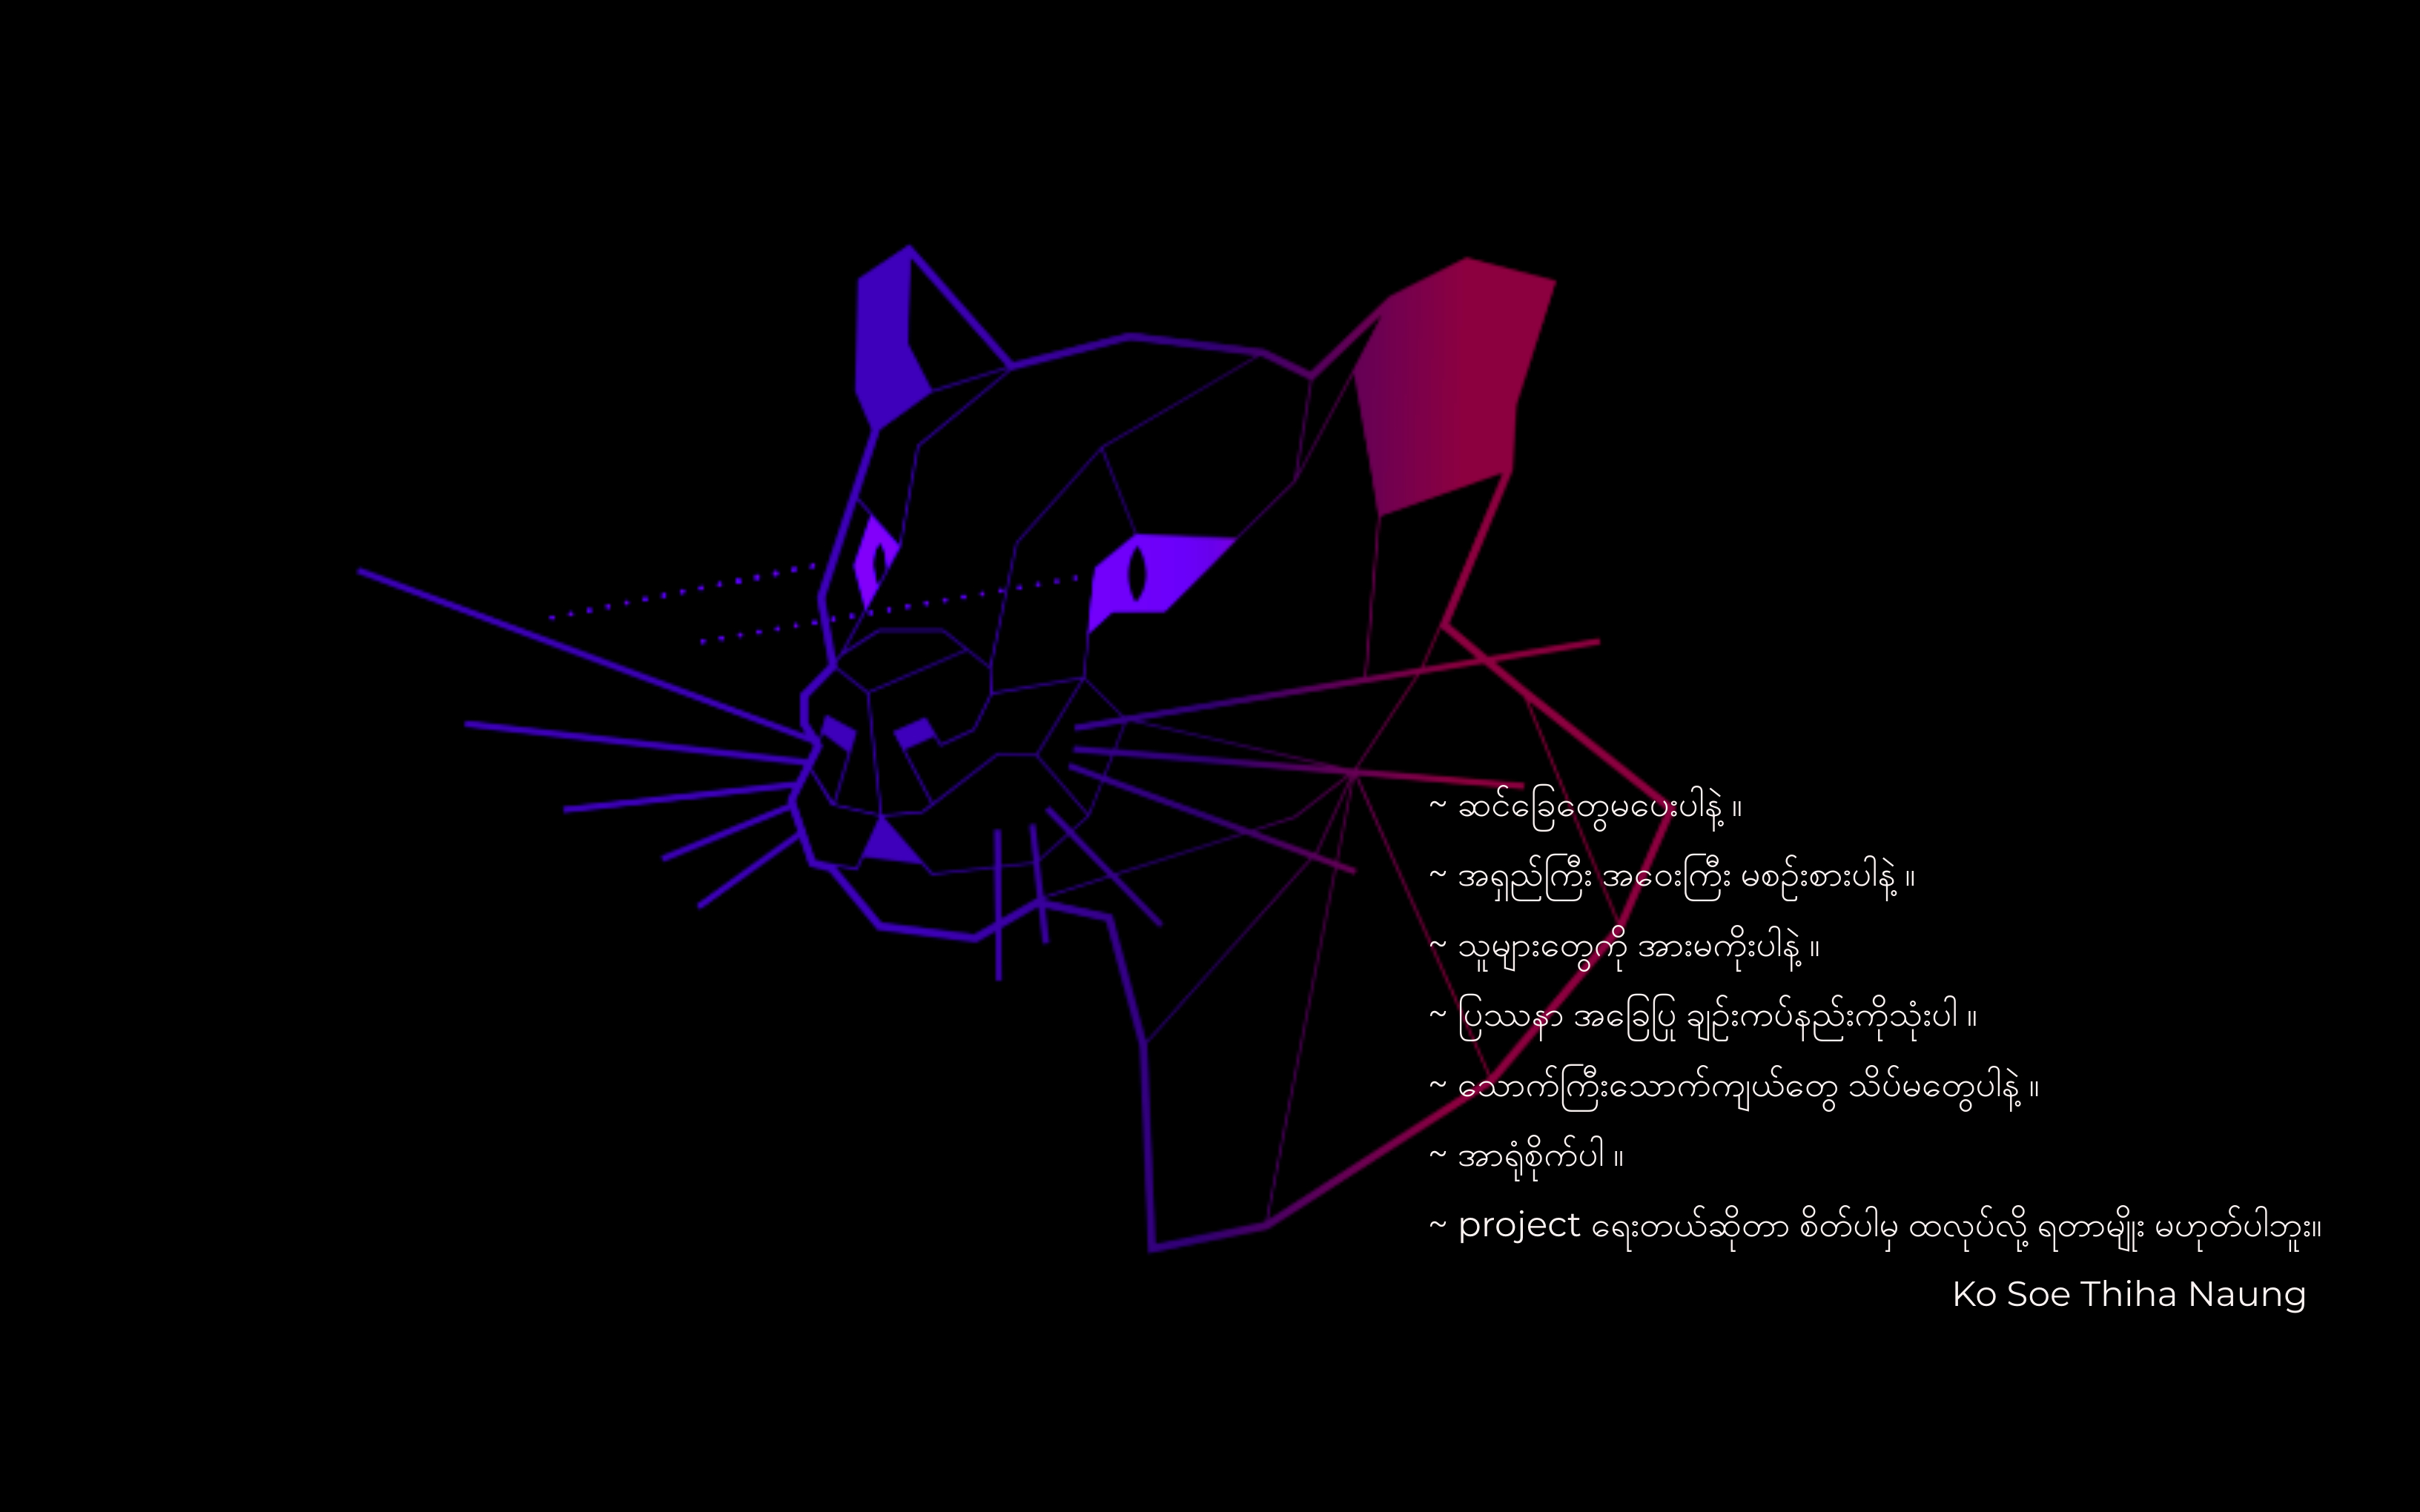 ~ ဆင်ခြေတွေမပေးပါနဲ့ ။
~ အရှည်ကြီး အဝေးကြီး မစဉ်းစားပါနဲ့ ။
~ သူများတွေကို အားမကိုးပါနဲ့ ။
~ ပြဿနာ အခြေပြု ချဉ်းကပ်နည်းကိုသုံးပါ ။
~ သောက်ကြီးသောက်ကျယ်တွေ သိပ်မတွေပါနဲ့ ။
~ အာရုံစိုက်ပါ ။
~ project ရေးတယ်ဆိုတာ စိတ်ပါမှ ထလုပ်လို့ ရတာမျိုး မဟုတ်ပါဘူး။
Ko Soe Thiha Naung